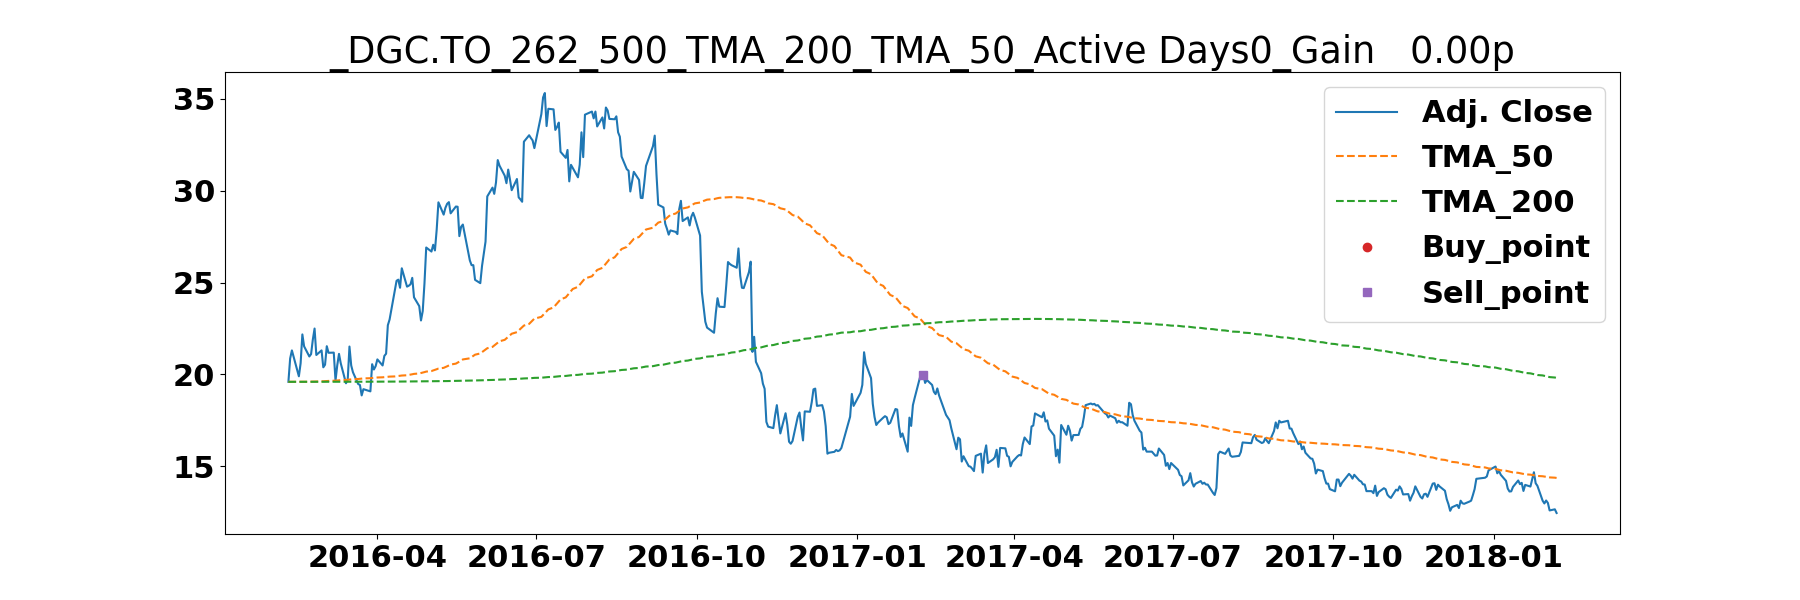 _DGC.TO_262_500_TMA_200_TMA_50_Active Days0_Gain   0.00p
35
30
25
20
15
Adj. Close
TMA_50
TMA_200
Buy_point
Sell_point
2016-04 2016-07 2016-10 2017-01 2017-04 2017-07 2017-10 2018-01